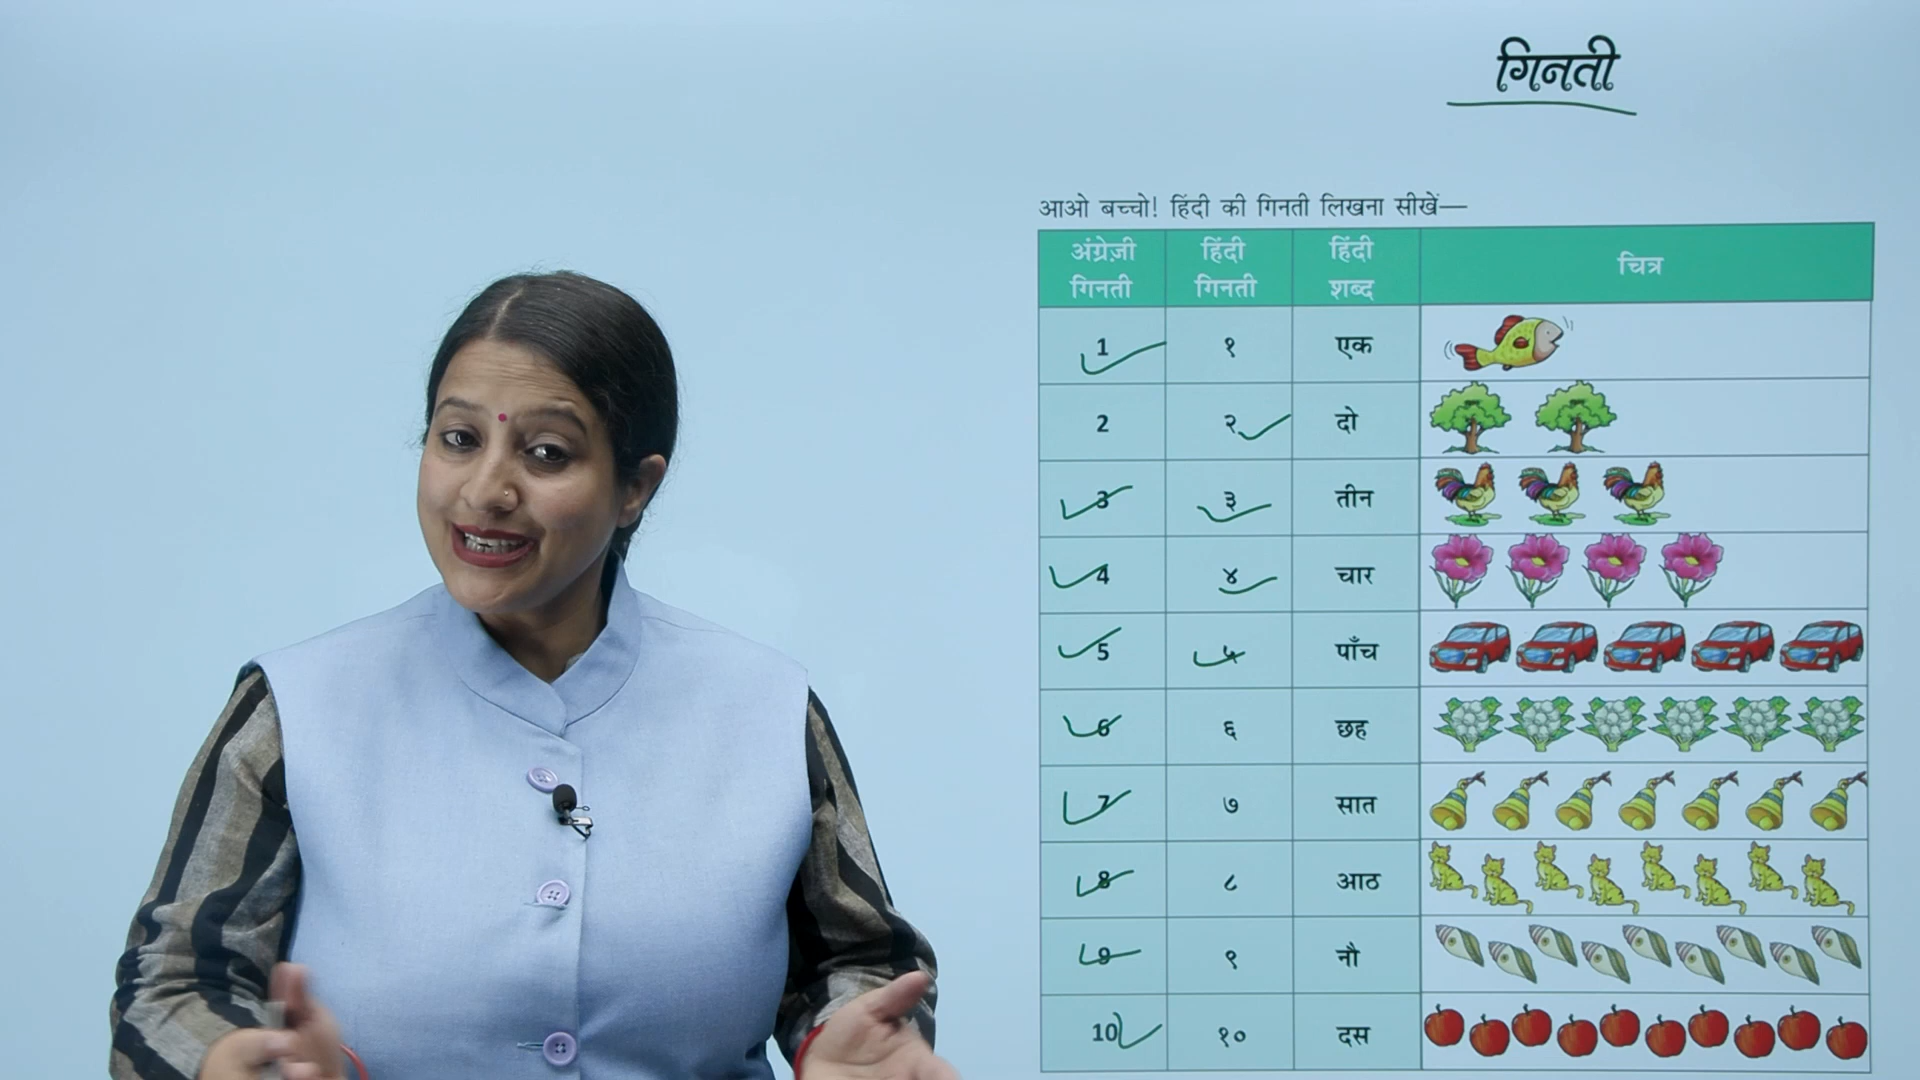 गिनती
आओ बच्चो! हिंदी की गिनती लिखना सीखें—
अंग्रेज़ी गिनती हिंदी गिनती हिंदी शब्द चित्र
1 १ एक
2 २ दो
3 ३ तीन
4 ४ चार
5 ५ पाँच
6 ६ छह
7 ७ सात
8 ८ आठ
9 ९ नौ
10 १० दस